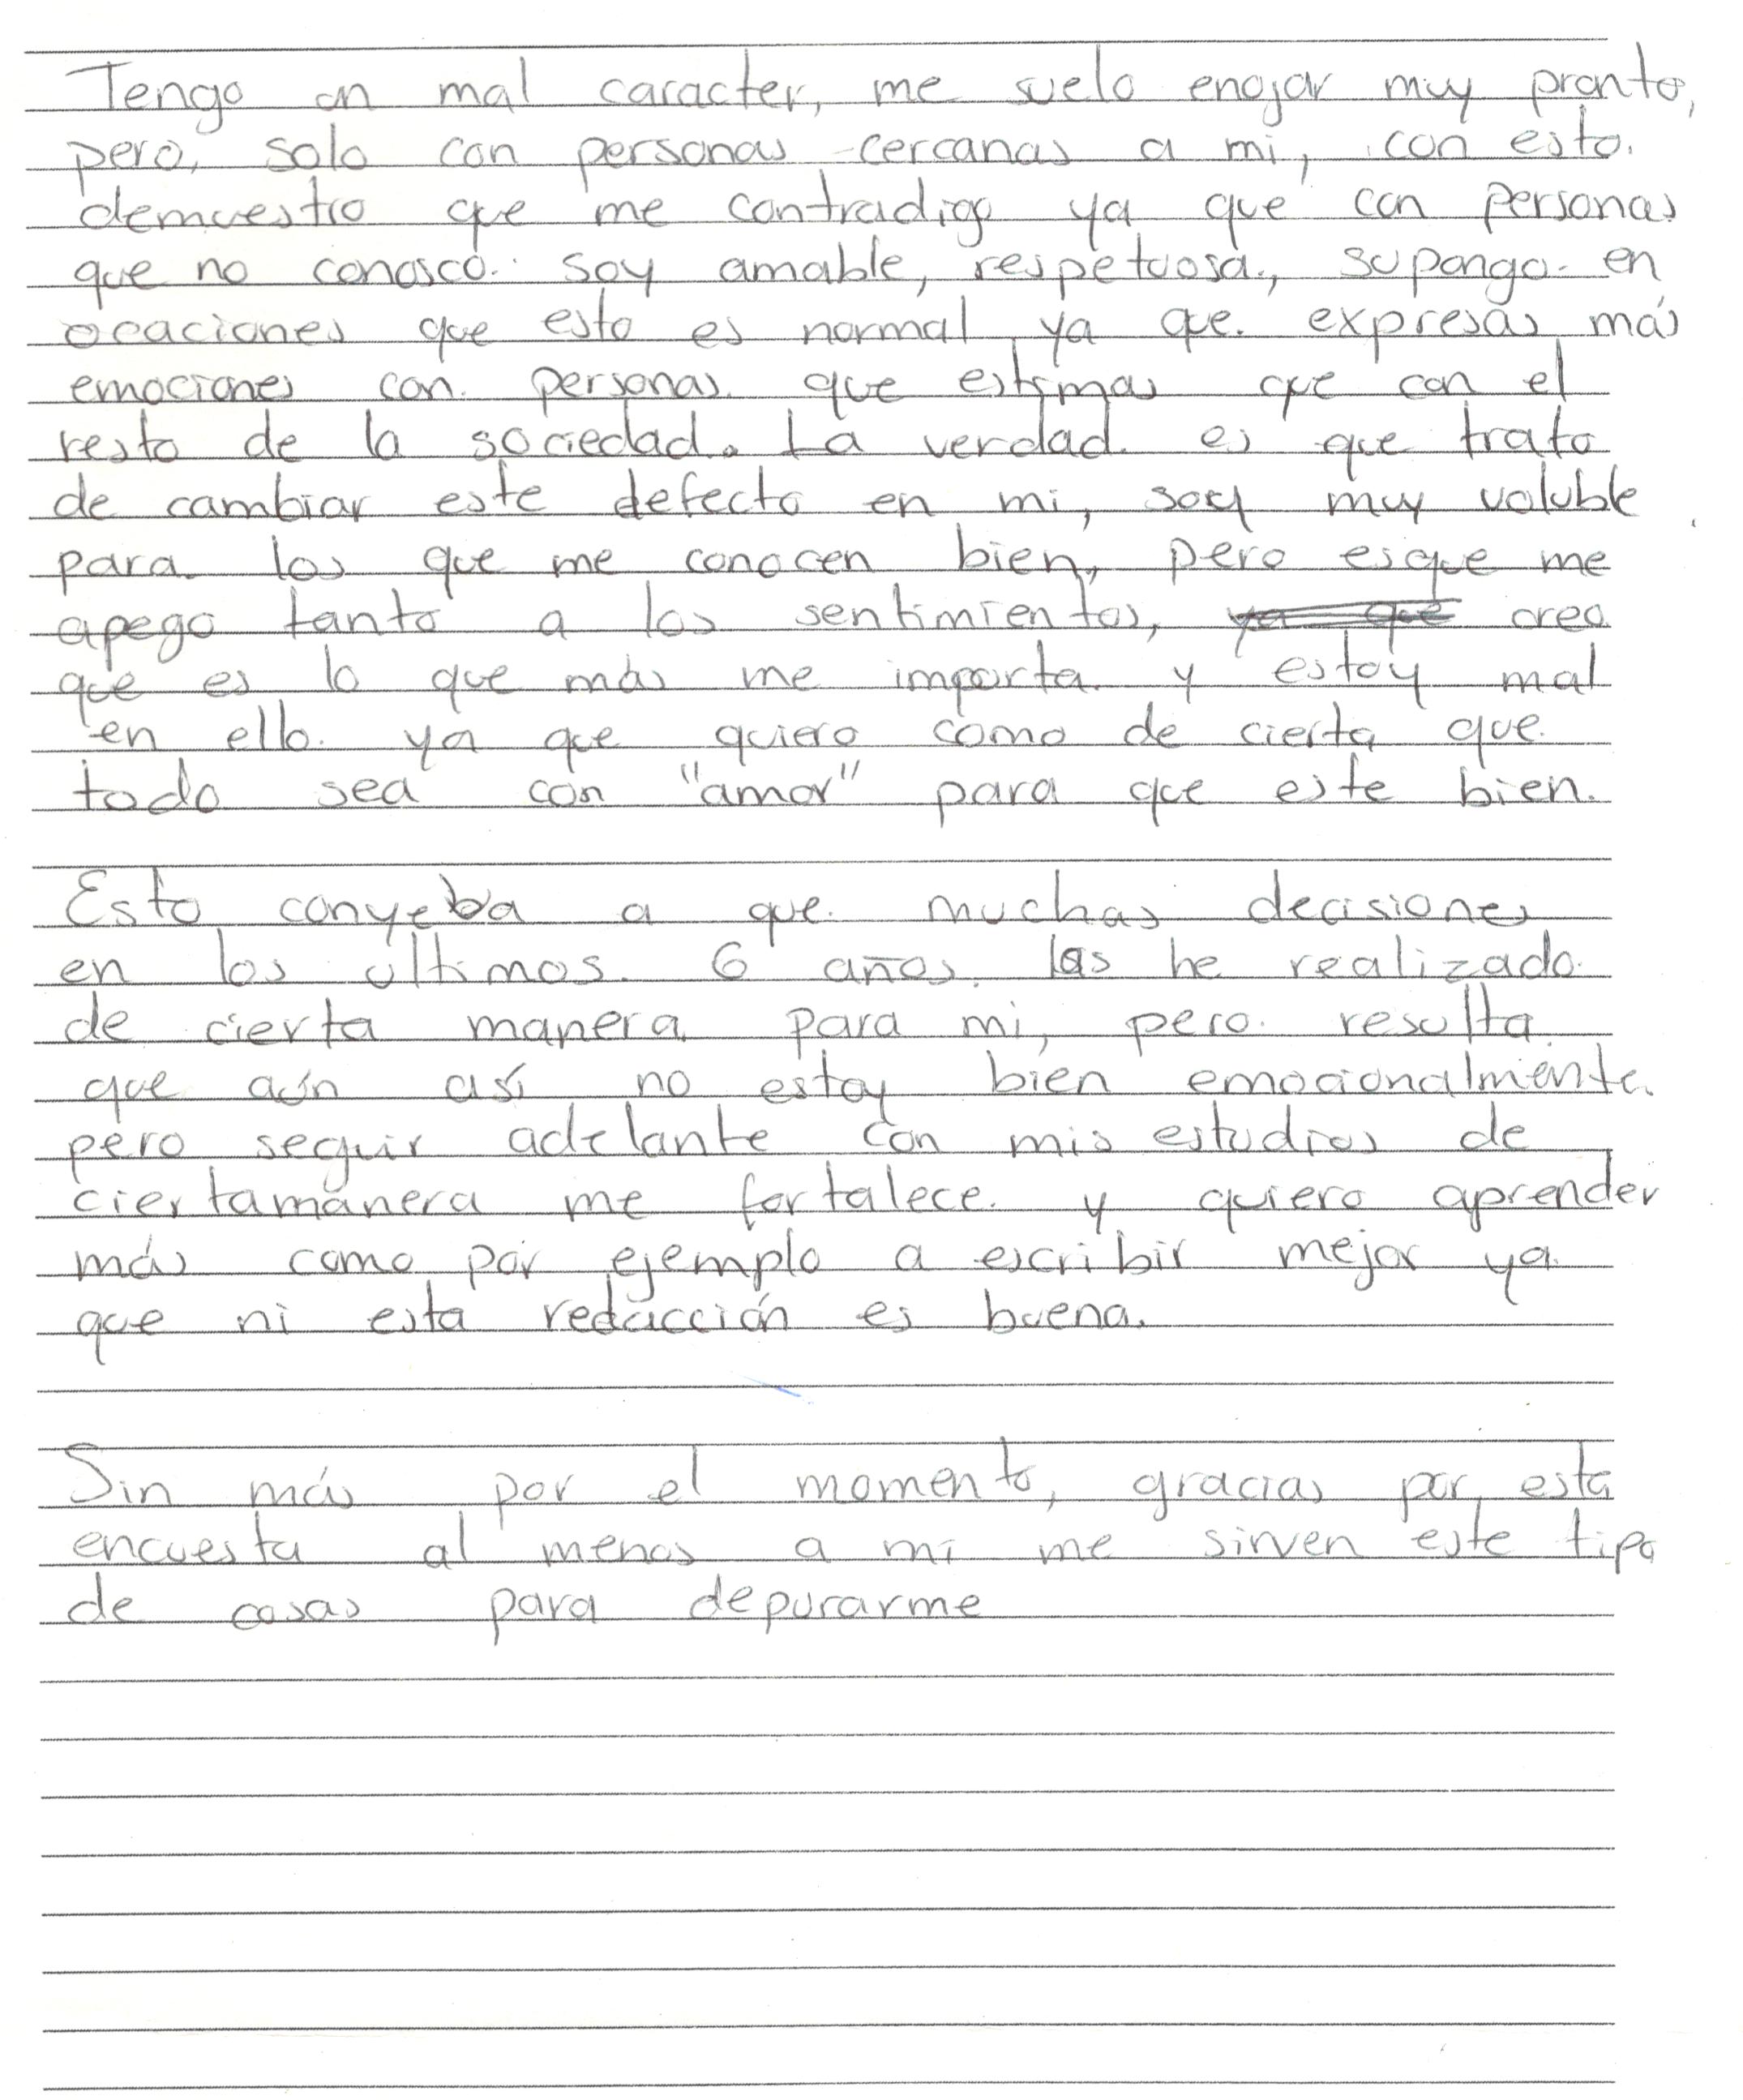 Tengo un mal caracter, me suelo enojar muy pronto,
pero, solo con personas cercanas a mi, con esto.
demuestro que me contradigo ya que con personas
que no conosco. soy amable, respetuosa, supongo en
ocaciones que esto es normal ya que expresas más
emociones con personas que estimas que con el
resto de la sociedad. La verdad es que trato
de cambiar este defecto en mi, soy muy voluble
para los que me conocen bien, pero esque me
apego tanto a los sentimientos, ya que creo
que es lo que más me importa y estoy mal
en ello. ya que quiero como de cierta que
todo sea con "amor" para que este bien.
Esto conyeba a que muchas decisiones
en los ultimos 6 años, las he realizado
de cierta manera para mi, pero resulta
que aún así no estoy bien emocionalmente.
pero seguir adelante con mis estudios de
ciertamanera me fortalece y quiero aprender
más como por ejemplo a escribir mejor ya
que ni esta redacción es buena.
Sin más por el momento, gracias por esta
encuesta al menos a mi me sirven este tipo
de cosas para depurarme